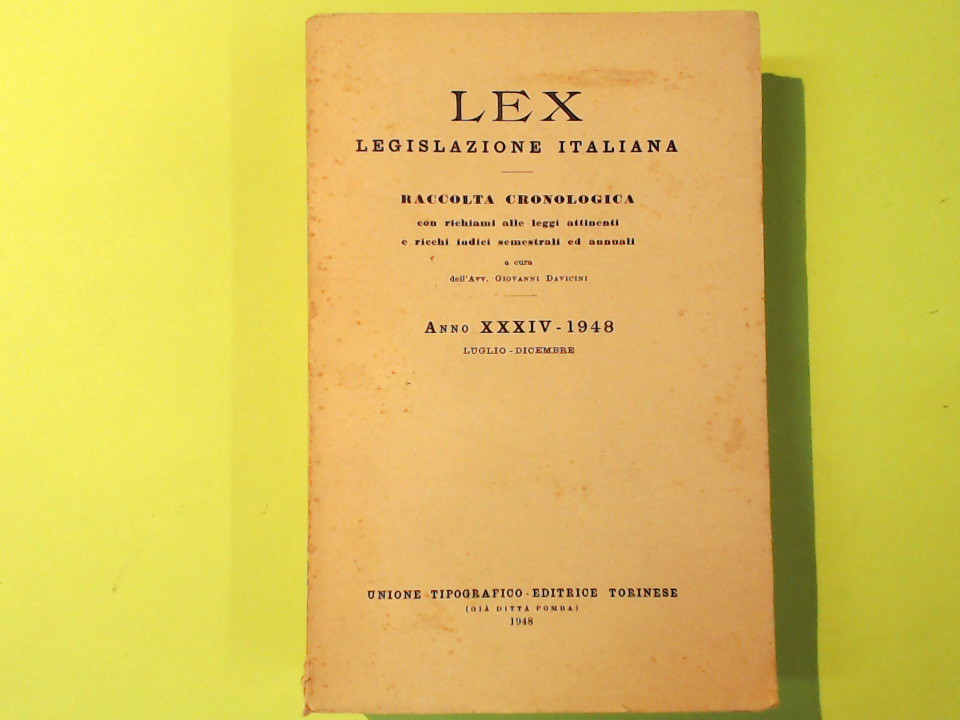 LEX
LEGISLAZIONE ITALIANA
RACCOLTA CRONOLOGICA
con richiami alle leggi attinenti
e ricchi indici semestrali ed annuali
a cura
dell'Avv. Giovanni Davicini
Anno XXXIV - 1948
LUGLIO - DICEMBRE
UNIONE TIPOGRAFICO - EDITRICE TORINESE
(GIÀ DITTA POMBA)
1948